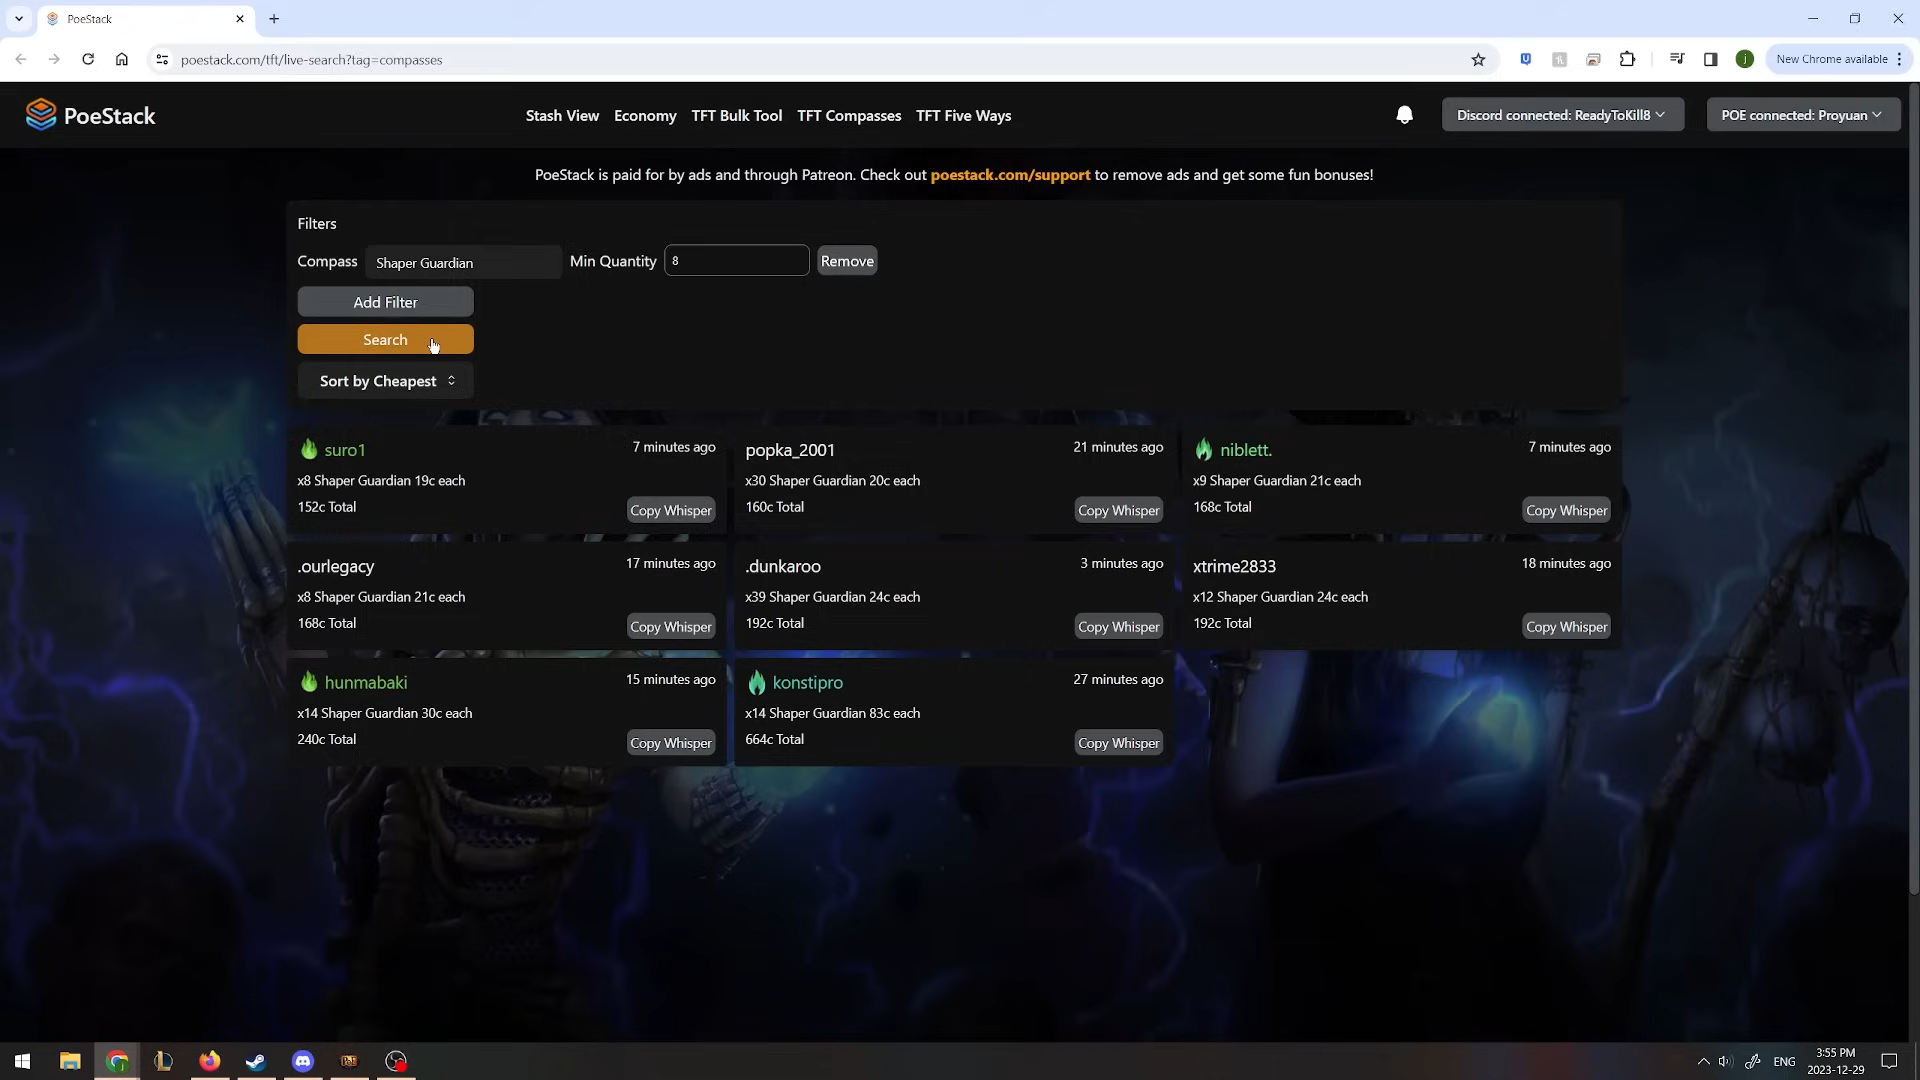 PoeStack
poestack.com/tft/live-search?tag=compasses
j
New Chrome available
PoeStack
Stash View Economy TFT Bulk Tool TFT Compasses TFT Five Ways
Discord connected: ReadyToKill8
POE connected: Proyuan
PoeStack is paid for by ads and through Patreon. Check out poestack.com/support to remove ads and get some fun bonuses!
Filters
Compass Shaper Guardian Min Quantity 8 Remove
Add Filter
Search
Sort by Cheapest
suro1 7 minutes ago
x8 Shaper Guardian 19c each
152c Total Copy Whisper
popka_2001 21 minutes ago
x30 Shaper Guardian 20c each
160c Total Copy Whisper
niblett. 7 minutes ago
x9 Shaper Guardian 21c each
168c Total Copy Whisper
.ourlegacy 17 minutes ago
x8 Shaper Guardian 21c each
168c Total Copy Whisper
.dunkaroo 3 minutes ago
x39 Shaper Guardian 24c each
192c Total Copy Whisper
xtrime2833 18 minutes ago
x12 Shaper Guardian 24c each
192c Total Copy Whisper
hunmabaki 15 minutes ago
x14 Shaper Guardian 30c each
240c Total Copy Whisper
konstipro 27 minutes ago
x14 Shaper Guardian 83c each
664c Total Copy Whisper
ENG
3:55 PM
2023-12-29